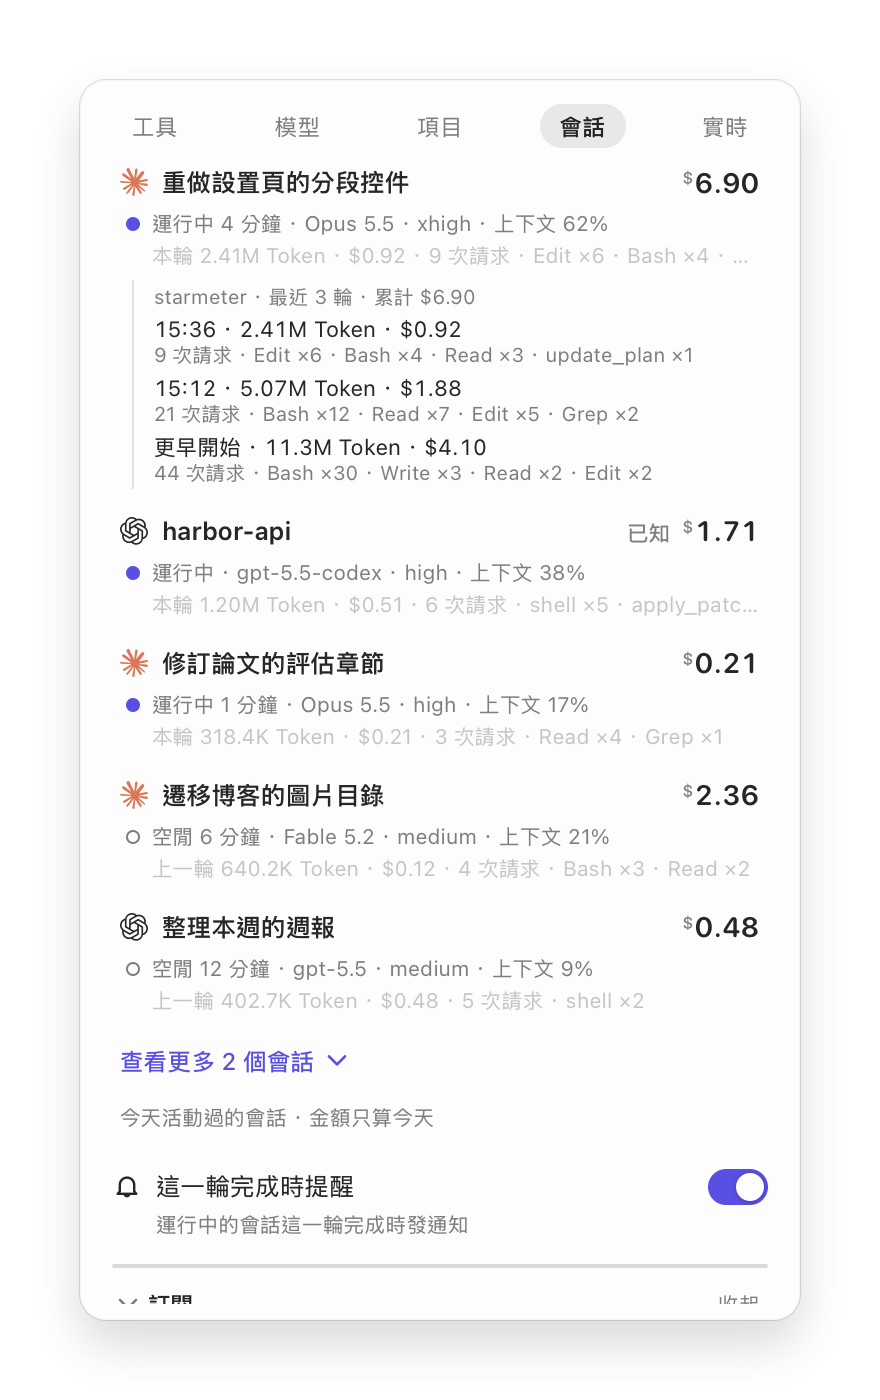 工具 模型 項目 會話 實時
重做設置頁的分段控件 $6.90
運行中 4 分鐘 · Opus 5.5 · xhigh · 上下文 62%
本輪 2.41M Token · $0.92 · 9 次請求 · Edit ×6 · Bash ×4 · ...
starmeter · 最近 3 輪 · 累計 $6.90
15:36 · 2.41M Token · $0.92
9 次請求 · Edit ×6 · Bash ×4 · Read ×3 · update_plan ×1
15:12 · 5.07M Token · $1.88
21 次請求 · Bash ×12 · Read ×7 · Edit ×5 · Grep ×2
更早開始 · 11.3M Token · $4.10
44 次請求 · Bash ×30 · Write ×3 · Read ×2 · Edit ×2
harbor-api 已知 $1.71
運行中 · gpt-5.5-codex · high · 上下文 38%
本輪 1.20M Token · $0.51 · 6 次請求 · shell ×5 · apply_patc...
修訂論文的評估章節 $0.21
運行中 1 分鐘 · Opus 5.5 · high · 上下文 17%
本輪 318.4K Token · $0.21 · 3 次請求 · Read ×4 · Grep ×1
遷移博客的圖片目錄 $2.36
空閒 6 分鐘 · Fable 5.2 · medium · 上下文 21%
上一輪 640.2K Token · $0.12 · 4 次請求 · Bash ×3 · Read ×2
整理本週的週報 $0.48
空閒 12 分鐘 · gpt-5.5 · medium · 上下文 9%
上一輪 402.7K Token · $0.48 · 5 次請求 · shell ×2
查看更多 2 個會話
今天活動過的會話 · 金額只算今天
這一輪完成時提醒
運行中的會話這一輪完成時發通知